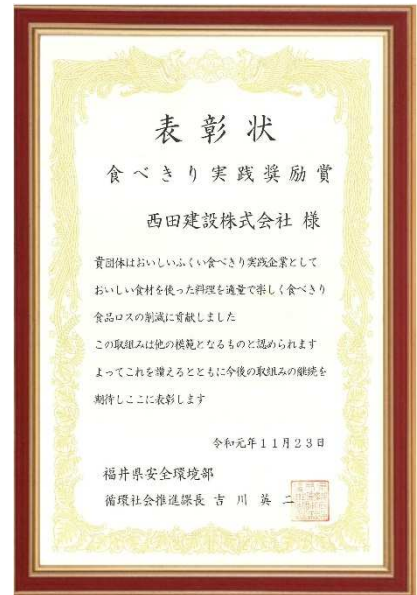 表彰状
食べきり実践奨励賞
西田建設株式会社 様
貴団体はおいしいふくい食べきり実践企業として
おいしい食材を使った料理を適量で楽しく食べきり
食品ロスの削減に貢献しました
この取組みは他の模範となるものと認められます
よってこれを讃えるとともに今後の取組みの継続を
期待しここに表彰します
令和元年11月23日
福井県安全環境部
循環社会推進課長 吉川英二